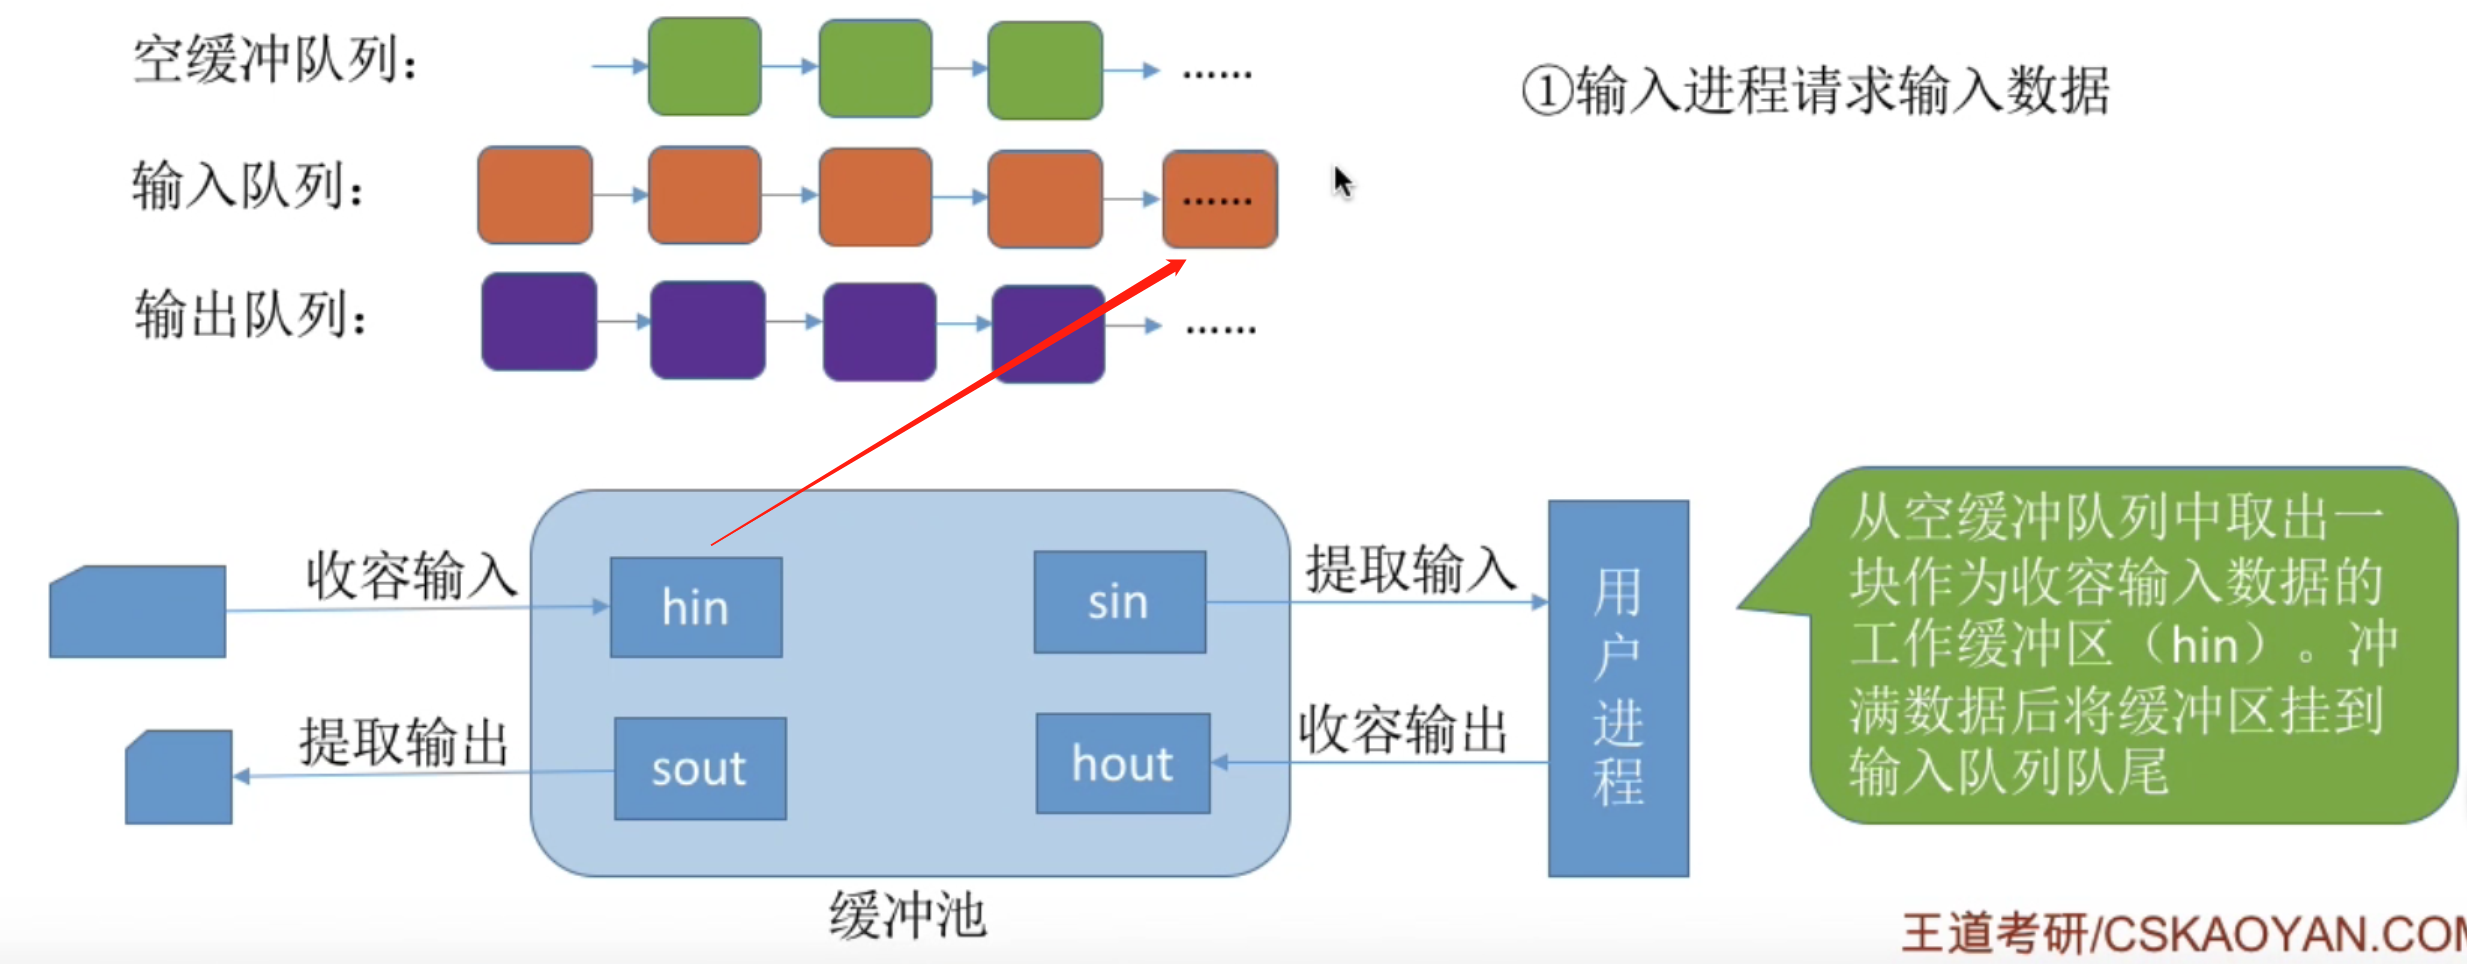 空缓冲队列：
......
①输入进程请求输入数据
输入队列：
......
输出队列：
......
收容输入
hin
sin
提取输入
提取输出
sout
hout
收容输出
用户进程
缓冲池
从空缓冲队列中取出一
块作为收容输入数据的
工作缓冲区（hin）。冲
满数据后将缓冲区挂到
输入队列队尾
王道考研/CSKAOYAN.COM